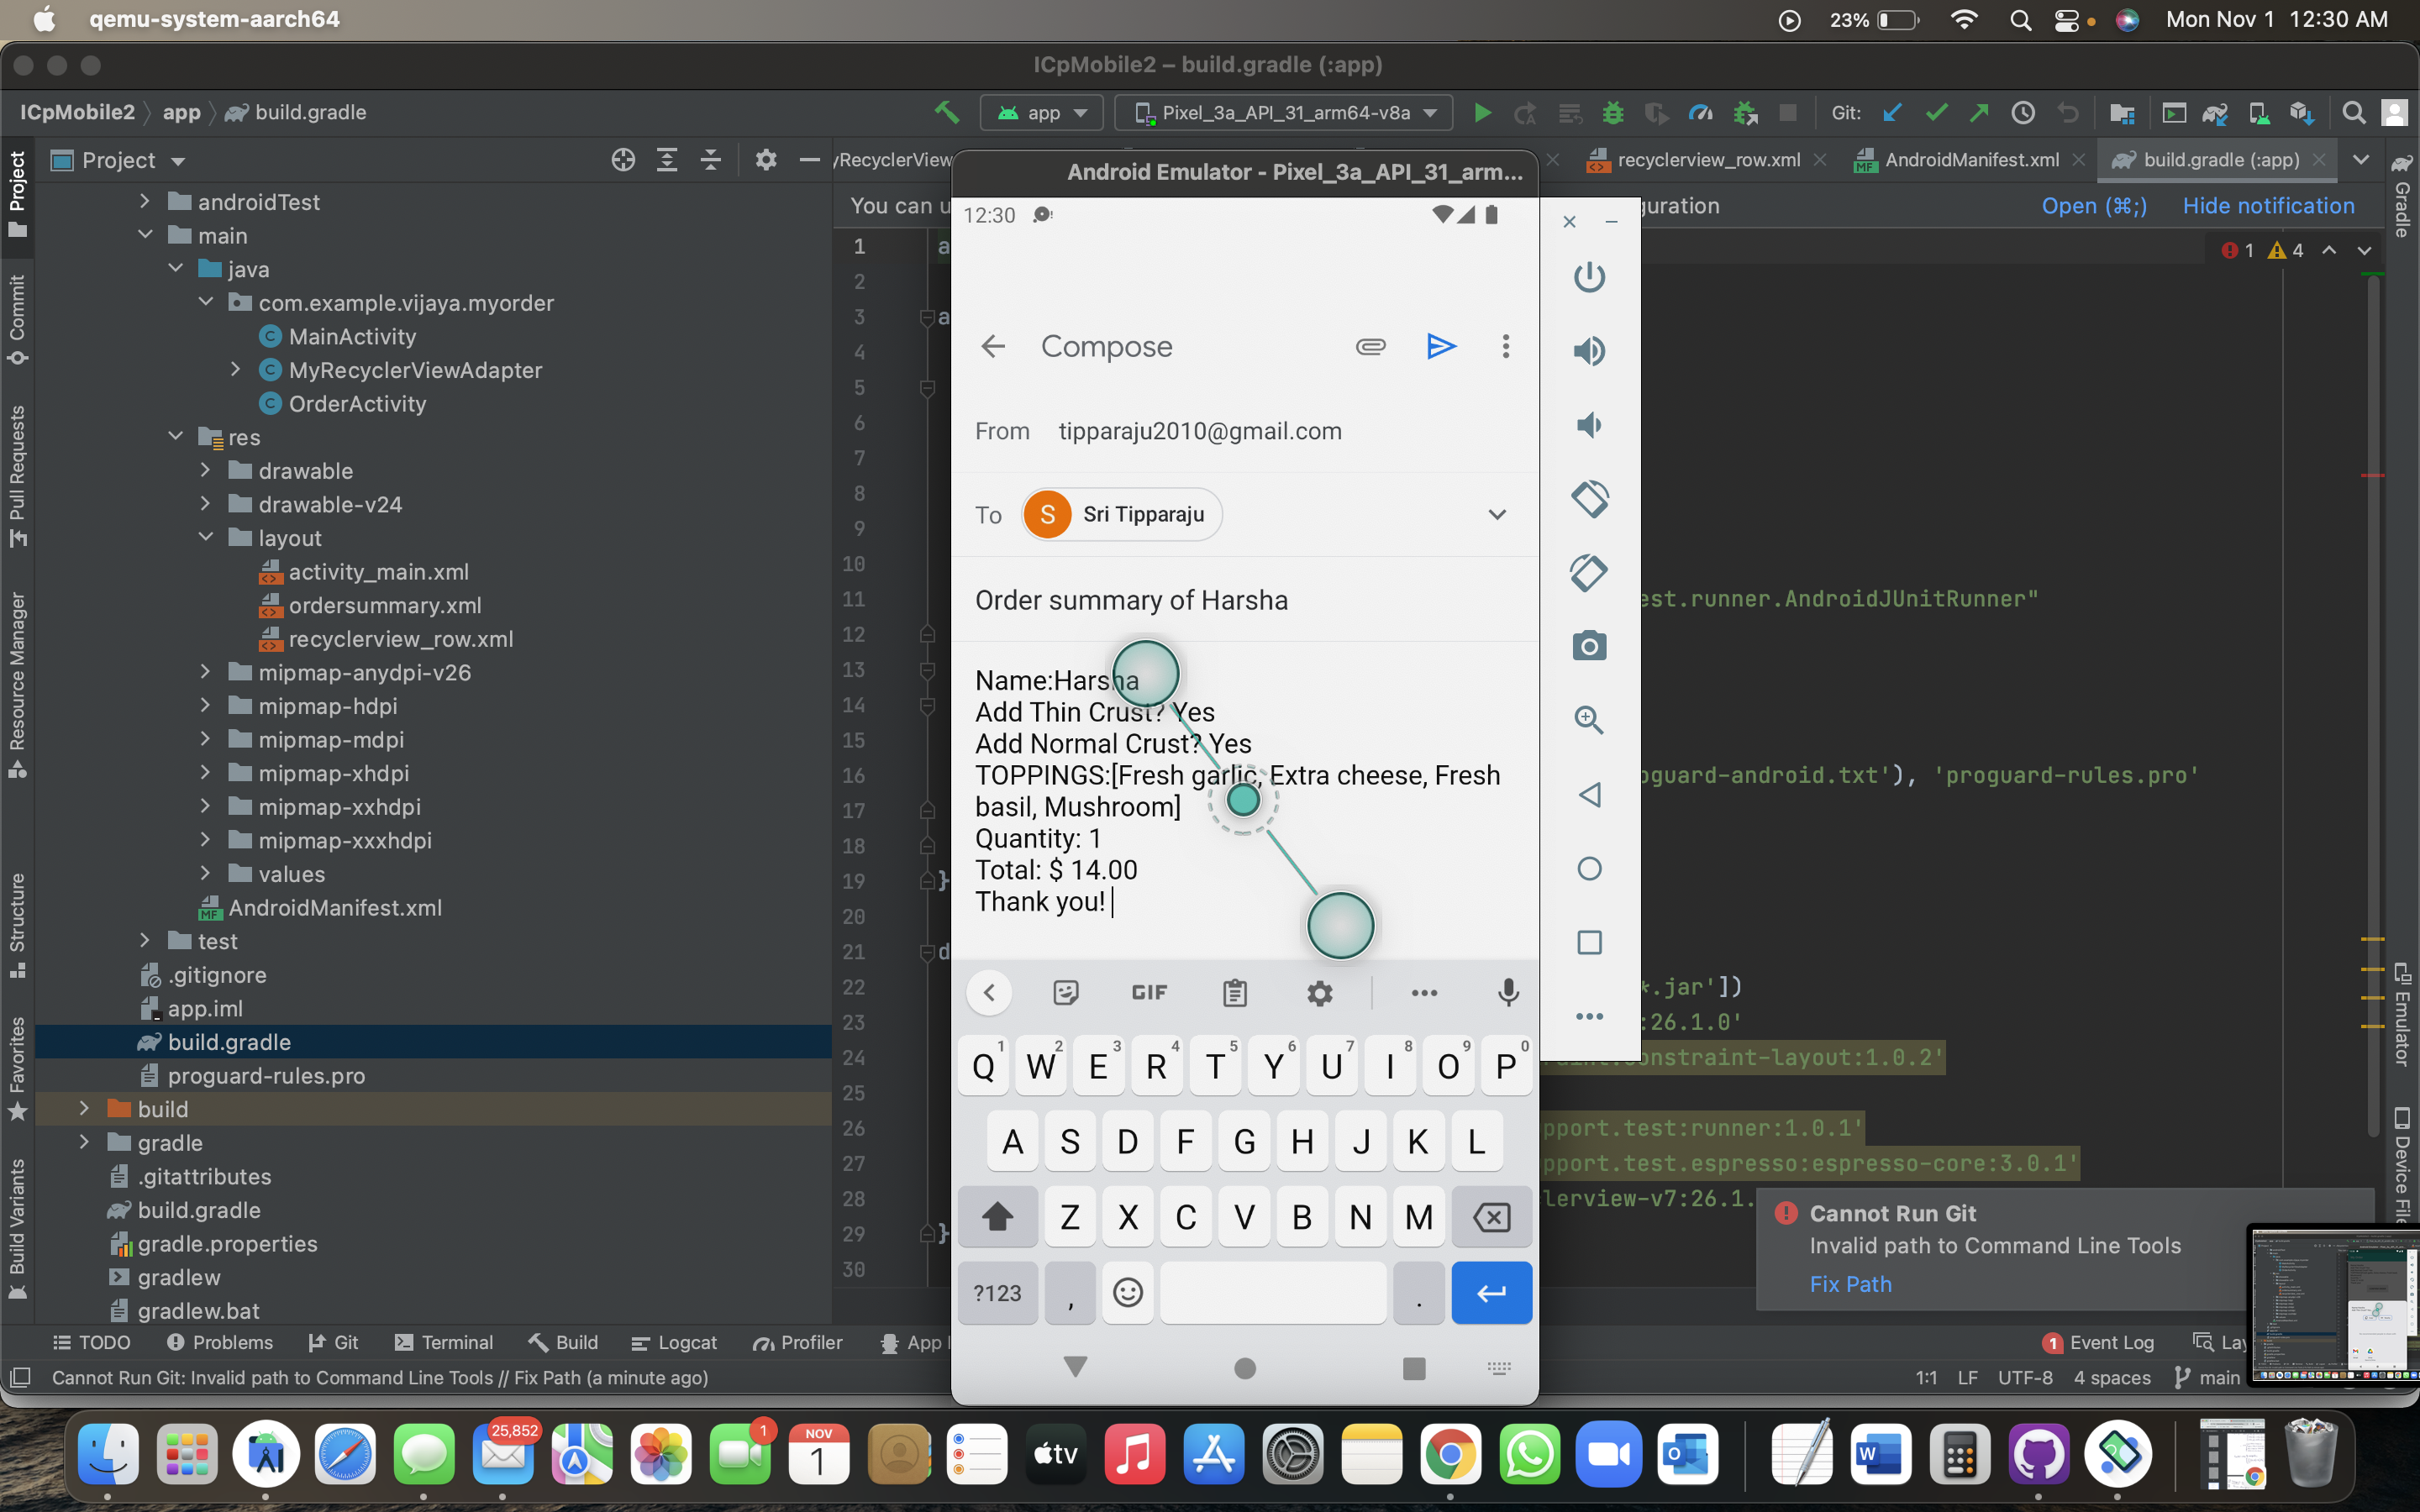 qemu-system-aarch64
23%
Mon Nov 1 12:30 AM
ICpMobile2 – build.gradle (:app)
ICpMobile2 app build.gradle
app
Pixel_3a_API_31_arm64-v8a
Git:
Project
yRecyclerView
recyclerview_row.xml
AndroidManifest.xml
build.gradle (:app)
You can u
guration
Open (⌘;)
Hide notification
1 4
androidTest
main
java
com.example.vijaya.myorder
MainActivity
MyRecyclerViewAdapter
OrderActivity
res
drawable
drawable-v24
layout
activity_main.xml
ordersummary.xml
recyclerview_row.xml
mipmap-anydpi-v26
mipmap-hdpi
mipmap-mdpi
mipmap-xhdpi
mipmap-xxhdpi
mipmap-xxxhdpi
values
AndroidManifest.xml
test
.gitignore
app.iml
build.gradle
proguard-rules.pro
build
gradle
.gitattributes
build.gradle
gradle.properties
gradlew
gradlew.bat
Project
Commit
Pull Requests
Resource Manager
Structure
Favorites
Build Variants
1
2
3
4
5
6
7
8
9
10
11
12
13
14
15
16
17
18
19
20
21
22
23
24
25
26
27
28
29
30
a
a
}
d
}
Android Emulator - Pixel_3a_API_31_arm...
12:30
Compose
From tipparaju2010@gmail.com
To S Sri Tipparaju
Order summary of Harsha
Name:Harsha
Add Thin Crust? Yes
Add Normal Crust? Yes
TOPPINGS:[Fresh garlic, Extra cheese, Fresh
basil, Mushroom]
Quantity: 1
Total: $ 14.00
Thank you!
GIF
Q1 W2 E3 R4 T5 Y6 U7 I8 O9 P0
A S D F G H J K L
Z X C V B N M
?123 , .
est.runner.AndroidJUnitRunner"
oguard-android.txt'), 'proguard-rules.pro'
*.jar'])
:26.1.0'
aint:constraint-layout:1.0.2'
pport.test:runner:1.0.1'
pport.test.espresso:espresso-core:3.0.1'
lerview-v7:26.1.
Gradle
Emulator
Device File
Cannot Run Git
Invalid path to Command Line Tools
Fix Path
TODO
Problems
Git
Terminal
Build
Logcat
Profiler
App I
1 Event Log
Lay
Cannot Run Git: Invalid path to Command Line Tools // Fix Path (a minute ago)
1:1 LF UTF-8 4 spaces main
25,852
1
NOV
1
tv